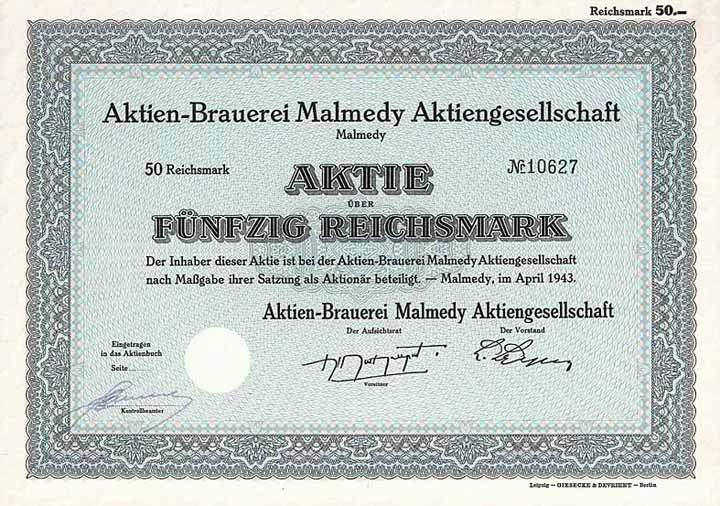 Reichsmark 50,—
Aktien-Brauerei Malmedy Aktiengesellschaft
Malmedy
50 Reichsmark
AKTIE
№ 10627
ÜBER
FÜNFZIG REICHSMARK
Der Inhaber dieser Aktie ist bei der Aktien-Brauerei Malmedy Aktiengesellschaft
nach Maßgabe ihrer Satzung als Aktionär beteiligt. — Malmedy, im April 1943.
Aktien-Brauerei Malmedy Aktiengesellschaft
Der Aufsichtsrat Der Vorstand
Eingetragen
in das Aktienbuch
Seite
Vorsitzer
Kontrollbeamter
Leipzig — GIESECKE & DEVRIENT — Berlin